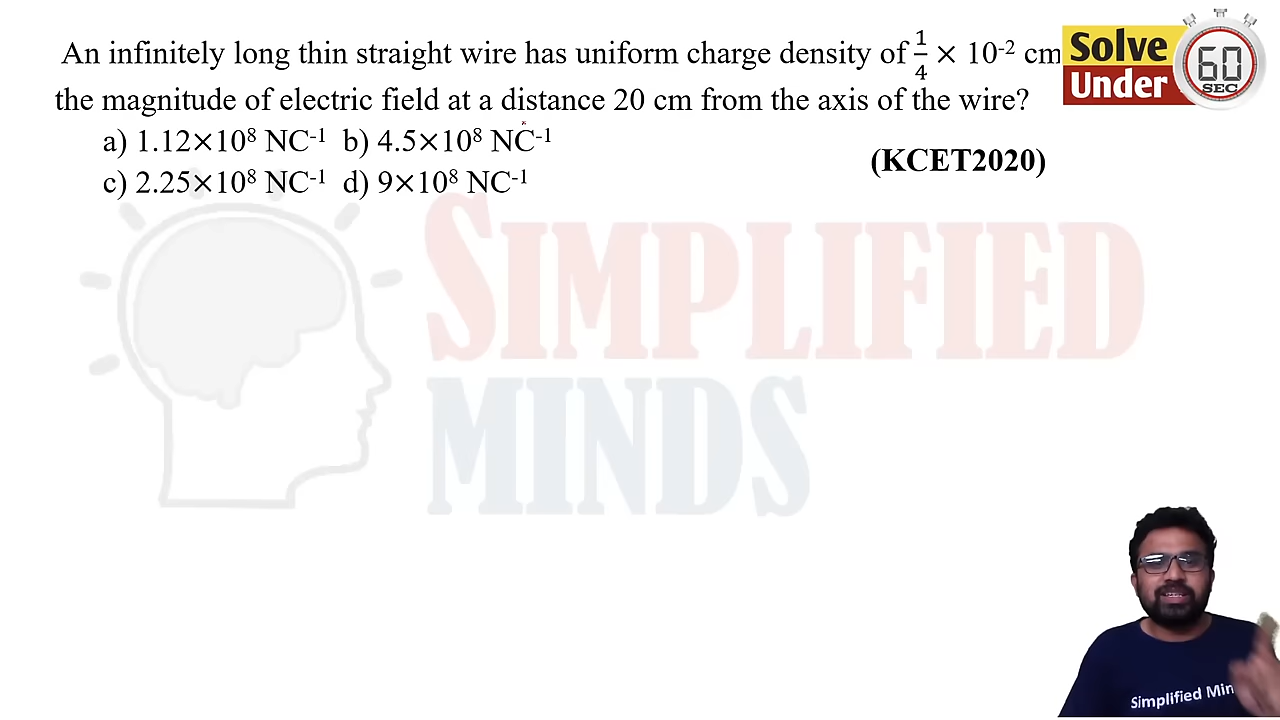 An infinitely long thin straight wire has uniform charge density of 1/4 × 10⁻² cm
the magnitude of electric field at a distance 20 cm from the axis of the wire?
a) 1.12×10⁸ NC⁻¹ b) 4.5×10⁸ NC⁻¹
c) 2.25×10⁸ NC⁻¹ d) 9×10⁸ NC⁻¹
(KCET2020)
Solve
Under
60
SEC
SIMPLIFIED
MINDS
Simplified Min